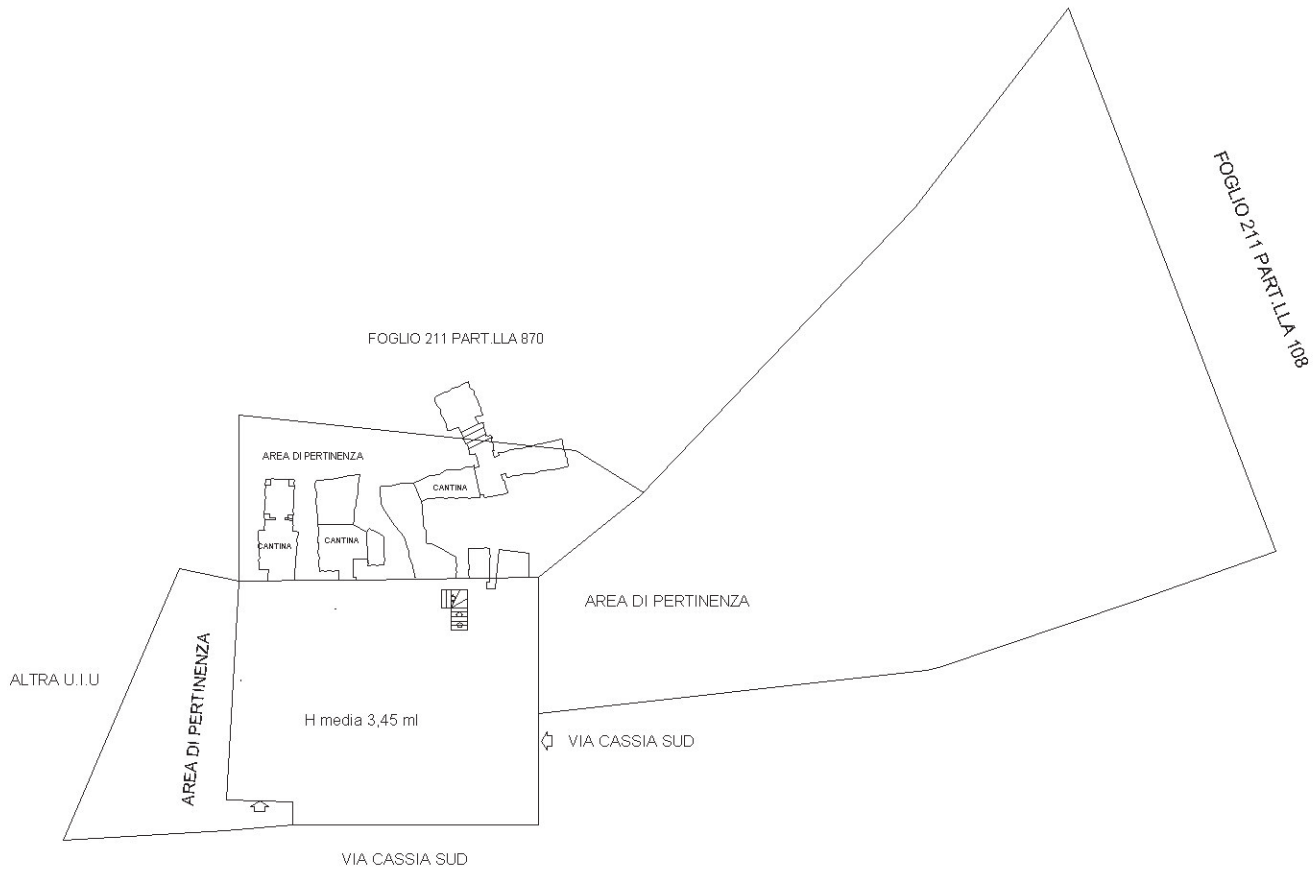 FOGLIO 211 PART.LLA 108
FOGLIO 211 PART.LLA 870
AREA DI PERTINENZA
CANTINA
CANTINA
CANTINA
AREA DI PERTINENZA
ALTRA U.I.U
AREA DI PERTINENZA
H media 3,45 ml
VIA CASSIA SUD
VIA CASSIA SUD